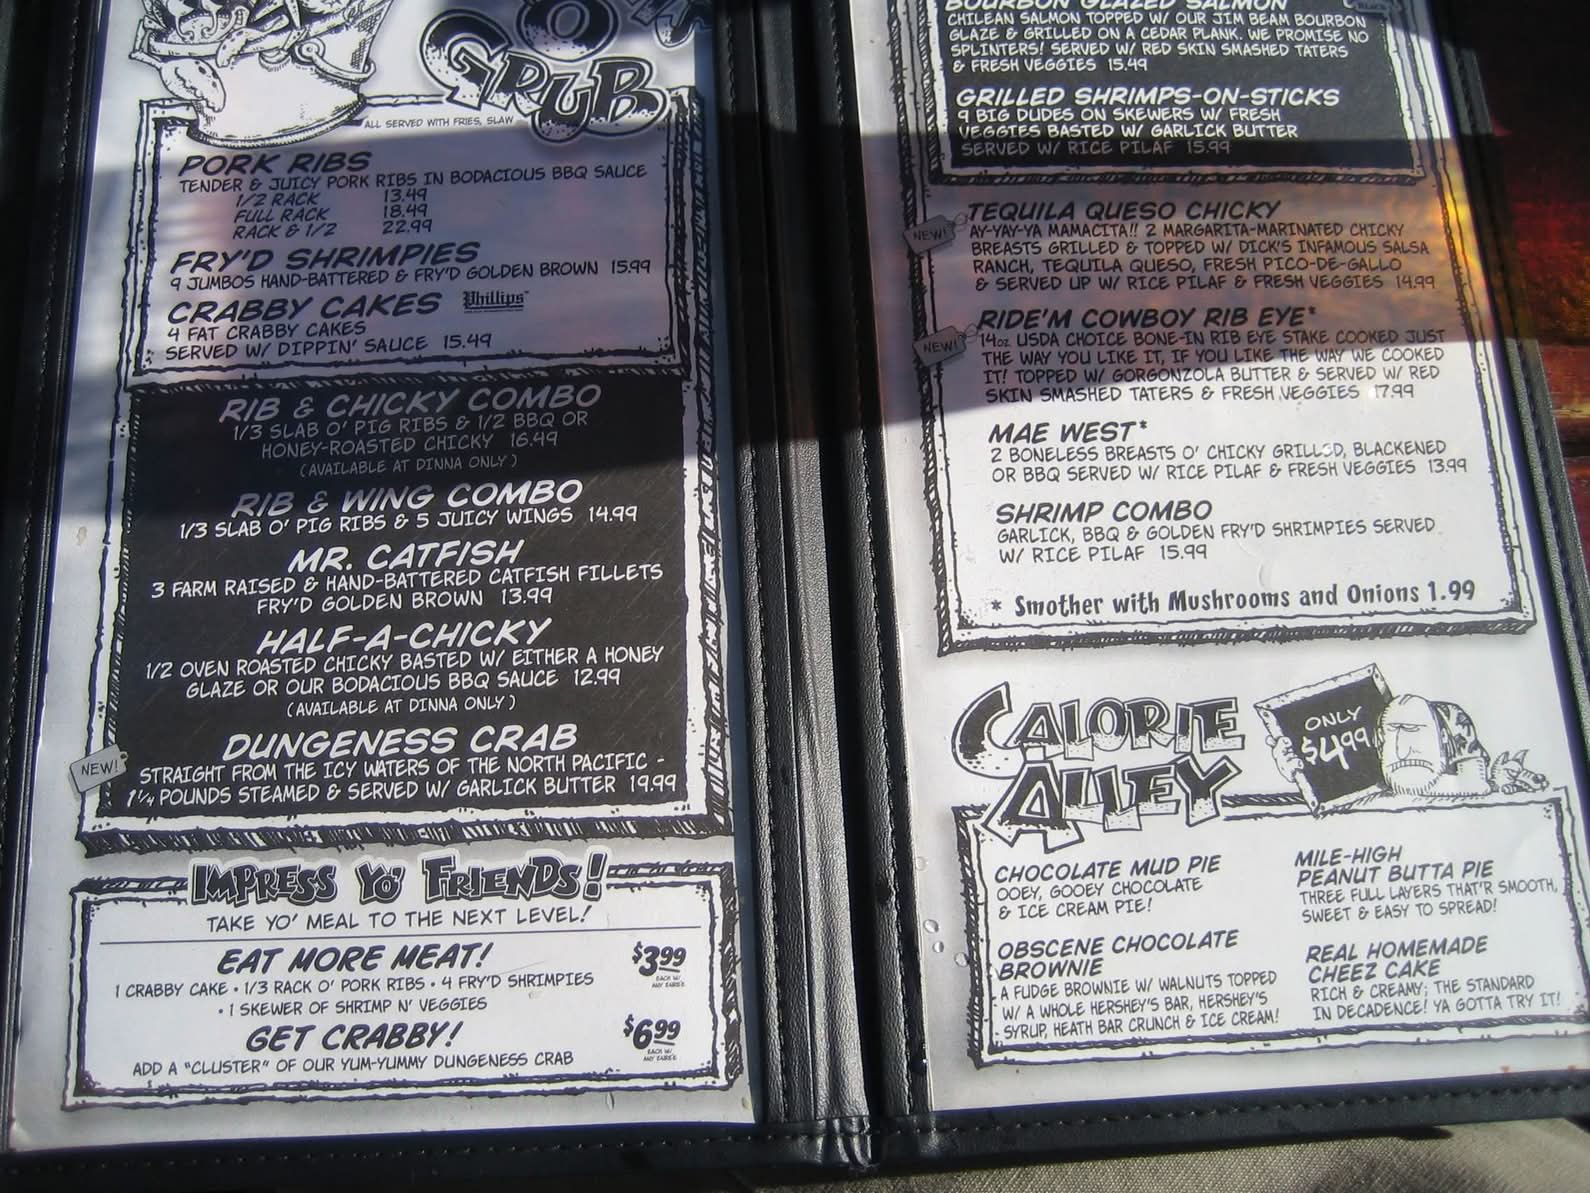 O'
GRUB
ALL SERVED WITH FRIES, SLAW
PORK RIBS
TENDER & JUICY PORK RIBS IN BODACIOUS BBQ SAUCE
1/2 RACK 13.49
FULL RACK 18.49
RACK & 1/2 22.99
FRY'D SHRIMPIES
9 JUMBOS HAND-BATTERED & FRY'D GOLDEN BROWN 15.99
CRABBY CAKES Phillips
4 FAT CRABBY CAKES
SERVED W/ DIPPIN' SAUCE 15.49
RIB & CHICKY COMBO
1/3 SLAB O' PIG RIBS & 1/2 BBQ OR
HONEY-ROASTED CHICKY 16.49
(AVAILABLE AT DINNA ONLY)
RIB & WING COMBO
1/3 SLAB O' PIG RIBS & 5 JUICY WINGS 14.99
MR. CATFISH
3 FARM RAISED & HAND-BATTERED CATFISH FILLETS
FRY'D GOLDEN BROWN 13.99
HALF-A-CHICKY
1/2 OVEN ROASTED CHICKY BASTED W/ EITHER A HONEY
GLAZE OR OUR BODACIOUS BBQ SAUCE 12.99
(AVAILABLE AT DINNA ONLY)
NEW!
DUNGENESS CRAB
STRAIGHT FROM THE ICY WATERS OF THE NORTH PACIFIC -
1 1/4 POUNDS STEAMED & SERVED W/ GARLICK BUTTER 19.99
IMPRESS YO' FRIENDS!
TAKE YO' MEAL TO THE NEXT LEVEL!
EAT MORE MEAT! $3.99
1 CRABBY CAKE • 1/3 RACK O' PORK RIBS • 4 FRY'D SHRIMPIES
• 1 SKEWER OF SHRIMP N' VEGGIES
GET CRABBY! $6.99
ADD A "CLUSTER" OF OUR YUM-YUMMY DUNGENESS CRAB
BOURBON GLAZED SALMON
CHILEAN SALMON TOPPED W/ OUR JIM BEAM BOURBON
GLAZE & GRILLED ON A CEDAR PLANK. WE PROMISE NO
SPLINTERS! SERVED W/ RED SKIN SMASHED TATERS
& FRESH VEGGIES 15.49
GRILLED SHRIMPS-ON-STICKS
9 BIG DUDES ON SKEWERS W/ FRESH
VEGGIES BASTED W/ GARLICK BUTTER
SERVED W/ RICE PILAF 15.99
NEW!
TEQUILA QUESO CHICKY
AY-YAY-YA MAMACITA!! 2 MARGARITA-MARINATED CHICKY
BREASTS GRILLED & TOPPED W/ DICK'S INFAMOUS SALSA
RANCH, TEQUILA QUESO, FRESH PICO-DE-GALLO
& SERVED UP W/ RICE PILAF & FRESH VEGGIES 14.99
NEW!
RIDE'M COWBOY RIB EYE*
14oz USDA CHOICE BONE-IN RIB EYE STAKE COOKED JUST
THE WAY YOU LIKE IT, IF YOU LIKE THE WAY WE COOKED
IT! TOPPED W/ GORGONZOLA BUTTER & SERVED W/ RED
SKIN SMASHED TATERS & FRESH VEGGIES 17.99
MAE WEST*
2 BONELESS BREASTS O' CHICKY GRILLED, BLACKENED
OR BBQ SERVED W/ RICE PILAF & FRESH VEGGIES 13.99
SHRIMP COMBO
GARLICK, BBQ & GOLDEN FRY'D SHRIMPIES SERVED
W/ RICE PILAF 15.99
* Smother with Mushrooms and Onions 1.99
CALORIE
ALLEY
ONLY
$4.99
CHOCOLATE MUD PIE
OOEY, GOOEY CHOCOLATE
& ICE CREAM PIE!
OBSCENE CHOCOLATE
BROWNIE
A FUDGE BROWNIE W/ WALNUTS TOPPED
W/ A WHOLE HERSHEY'S BAR, HERSHEY'S
SYRUP, HEATH BAR CRUNCH & ICE CREAM!
MILE-HIGH
PEANUT BUTTA PIE
THREE FULL LAYERS THAT'R SMOOTH,
SWEET & EASY TO SPREAD!
REAL HOMEMADE
CHEEZ CAKE
RICH & CREAMY; THE STANDARD
IN DECADENCE! YA GOTTA TRY IT!